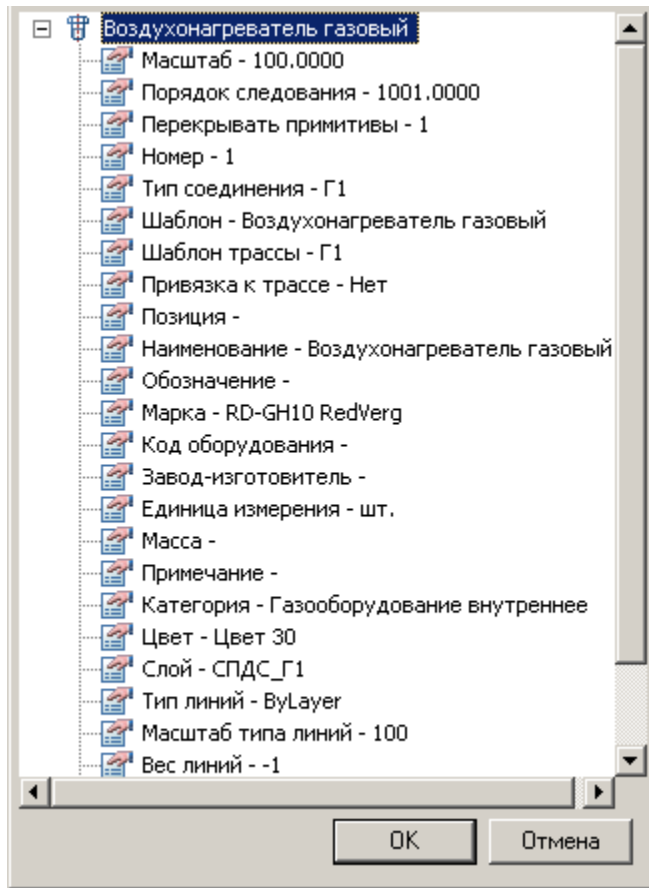 Воздухонагреватель газовый
Масштаб - 100.0000
Порядок следования - 1001.0000
Перекрывать примитивы - 1
Номер - 1
Тип соединения - Г1
Шаблон - Воздухонагреватель газовый
Шаблон трассы - Г1
Привязка к трассе - Нет
Позиция -
Наименование - Воздухонагреватель газовый
Обозначение -
Марка - RD-GH10 RedVerg
Код оборудования -
Завод-изготовитель -
Единица измерения - шт.
Масса -
Примечание -
Категория - Газооборудование внутреннее
Цвет - Цвет 30
Слой - СПДС_Г1
Тип линий - ByLayer
Масштаб типа линий - 100
Вес линий - -1
OK Отмена